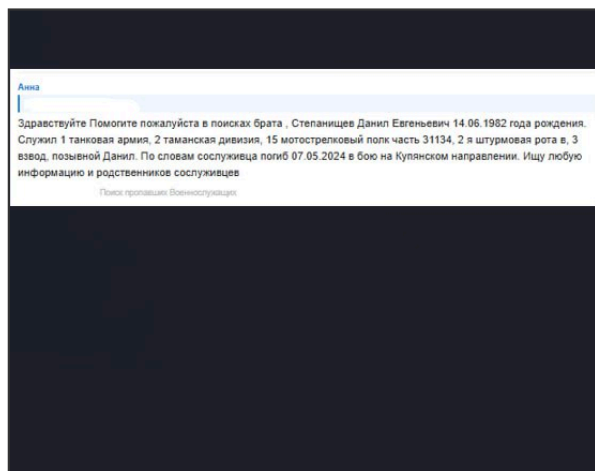 Анна
Здравствуйте Помогите пожалуйста в поисках брата , Степанищев Данил Евгеньевич 14.06.1982 года рождения.
Служил 1 танковая армия, 2 таманская дивизия, 15 мотострелковый полк часть 31134, 2 я штурмовая рота в, 3
взвод, позывной Данил. По словам сослуживца погиб 07.05.2024 в бою на Купянском направлении. Ищу любую
информацию и родственников сослуживцев
Поиск пропавших Военнослужащих